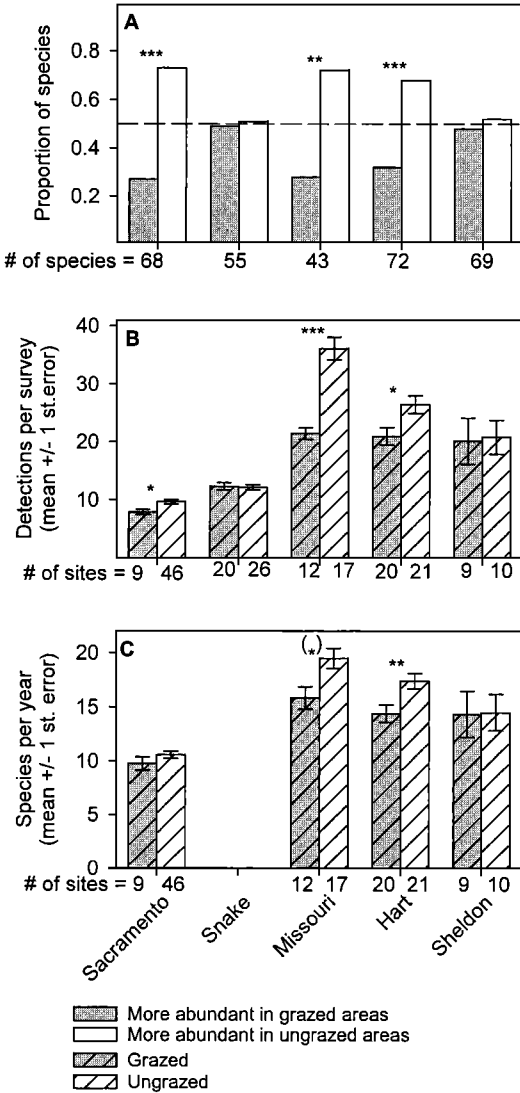 A
Proportion of species
0.8
0.6
0.4
0.2
*** ** ***
# of species = 68 55 43 72 69
B
Detections per survey
(mean +/- 1 st.error)
40
30
20
10
* *** *
# of sites = 9 46 20 26 12 17 20 21 9 10
C
Species per year
(mean +/- 1 st. error)
20
15
10
5
0
(*) **
# of sites = 9 46 12 17 20 21 9 10
Sacramento
Snake
Missouri
Hart
Sheldon
More abundant in grazed areas
More abundant in ungrazed areas
Grazed
Ungrazed